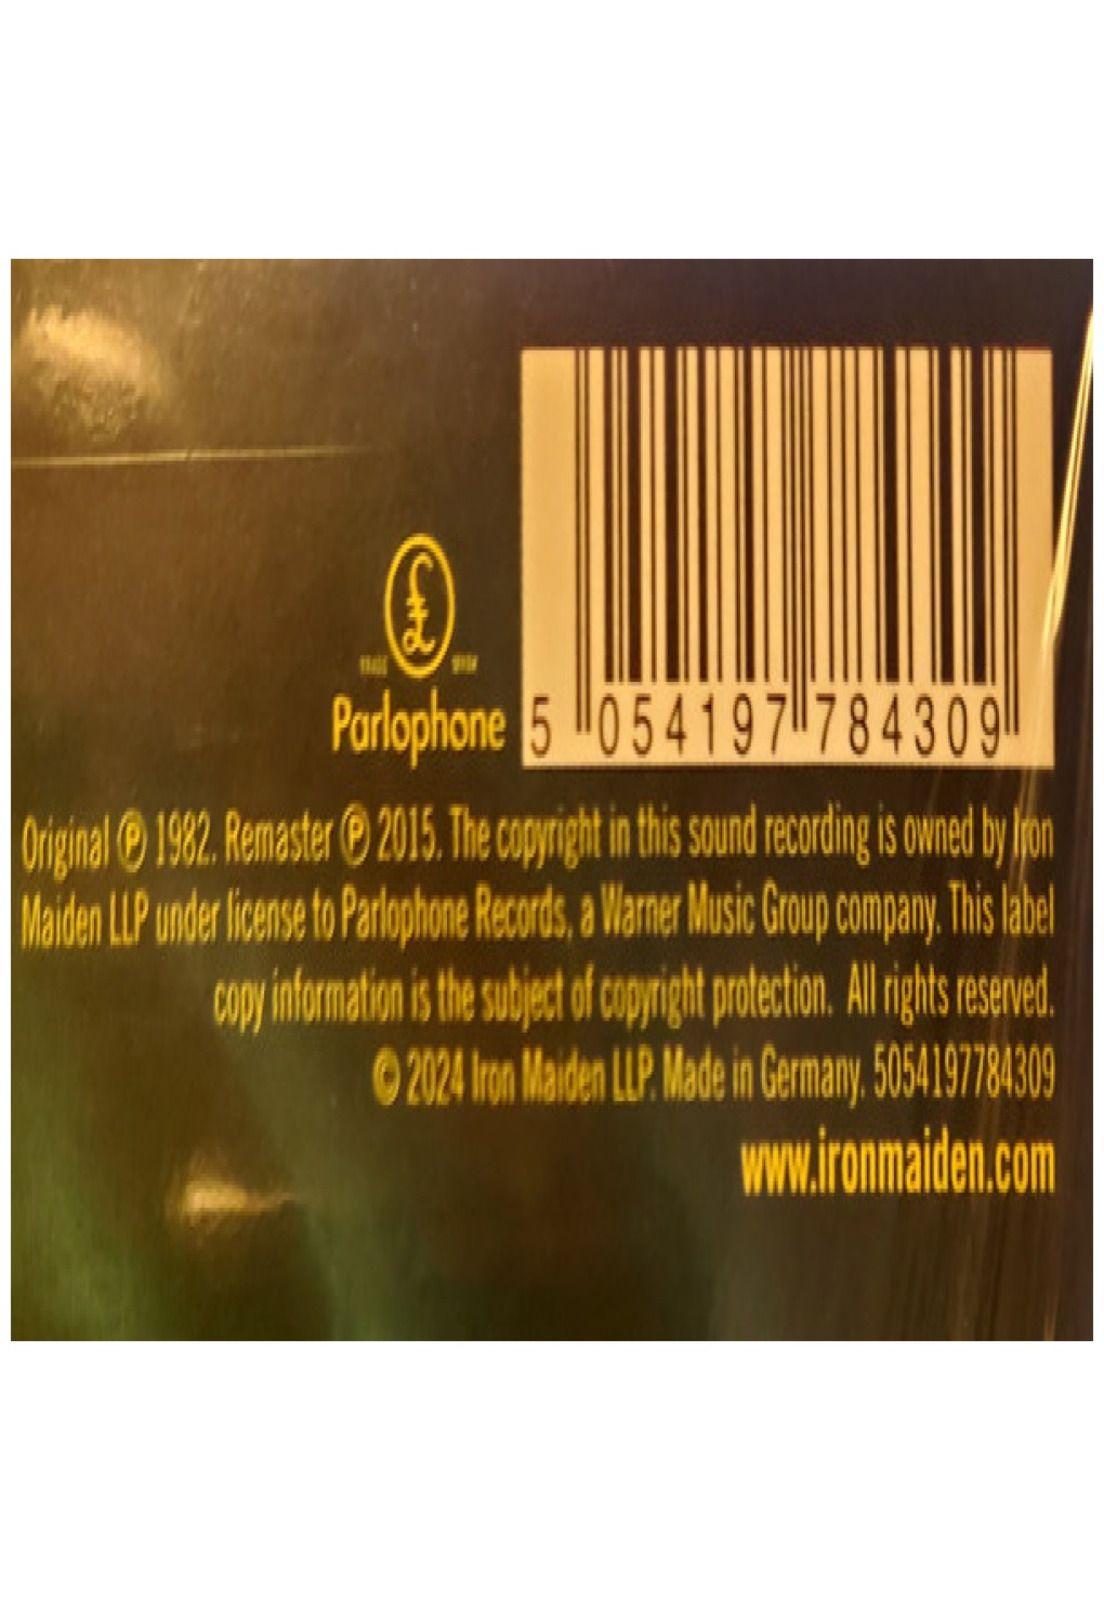 5 054197 784309
Parlophone
Original ℗ 1982. Remaster ℗ 2015. The copyright in this sound recording is owned by Iron
Maiden LLP under license to Parlophone Records, a Warner Music Group company. This label
copy information is the subject of copyright protection. All rights reserved.
© 2024 Iron Maiden LLP. Made in Germany. 5054197784309
www.ironmaiden.com